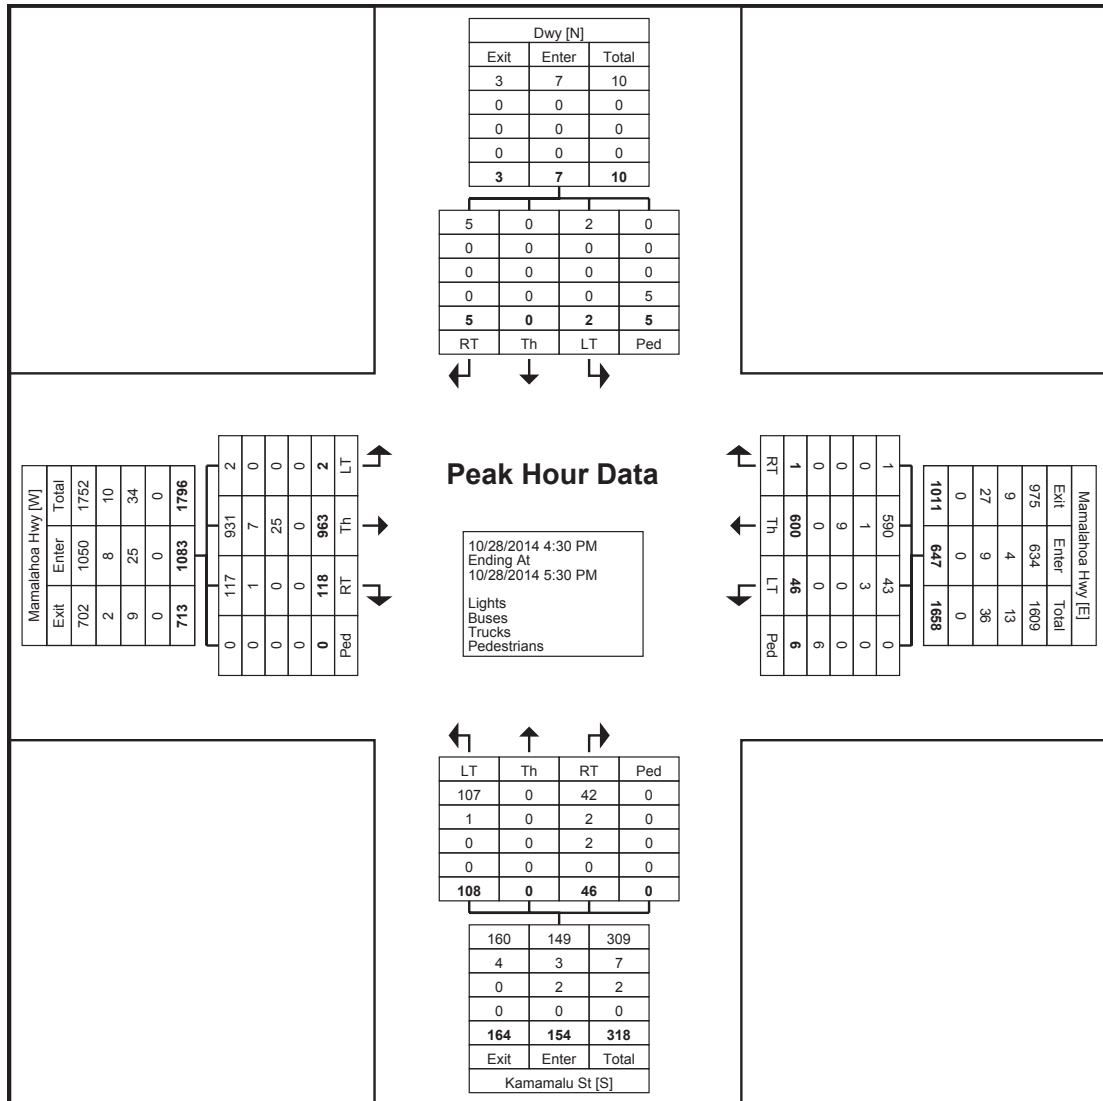 Dwy [N]
Exit Enter Total
3 7 10
0 0 0
0 0 0
0 0 0
3 7 10
5 0 2 0
0 0 0 0
0 0 0 0
0 0 0 5
5 0 2 5
RT Th LT Ped
Mamalahoa Hwy [W]
Exit Enter Total
702 1050 1752
2 8 10
9 25 34
0 0 0
713 1083 1796
2 931 117 0
0 7 1 0
0 25 0 0
0 0 0 0
2 963 118 0
LT Th RT Ped
Peak Hour Data
10/28/2014 4:30 PM
Ending At
10/28/2014 5:30 PM
Lights
Buses
Trucks
Pedestrians
RT Th LT Ped
1 600 46 6
0 0 0 6
0 9 0 0
0 1 3 0
1 590 43 0
1011 647 1658
0 0 0
27 9 36
9 4 13
975 634 1609
Exit Enter Total
Mamalahoa Hwy [E]
LT Th RT Ped
107 0 42 0
1 0 2 0
0 0 2 0
0 0 0 0
108 0 46 0
160 149 309
4 3 7
0 2 2
0 0 0
164 154 318
Exit Enter Total
Kamamalu St [S]